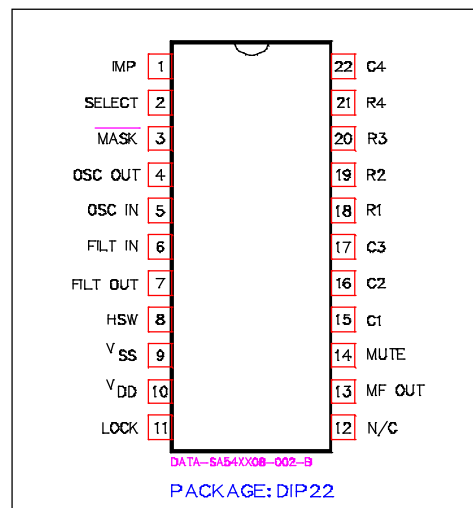 IMP 1 22 C4
SELECT 2 21 R4
MASK 3 20 R3
OSC OUT 4 19 R2
OSC IN 5 18 R1
FILT IN 6 17 C3
FILT OUT 7 16 C2
HSW 8 15 C1
VSS 9 14 MUTE
VDD 10 13 MF OUT
LOCK 11 12 N/C
DATA-SA54XX08-002-B
PACKAGE: DIP22